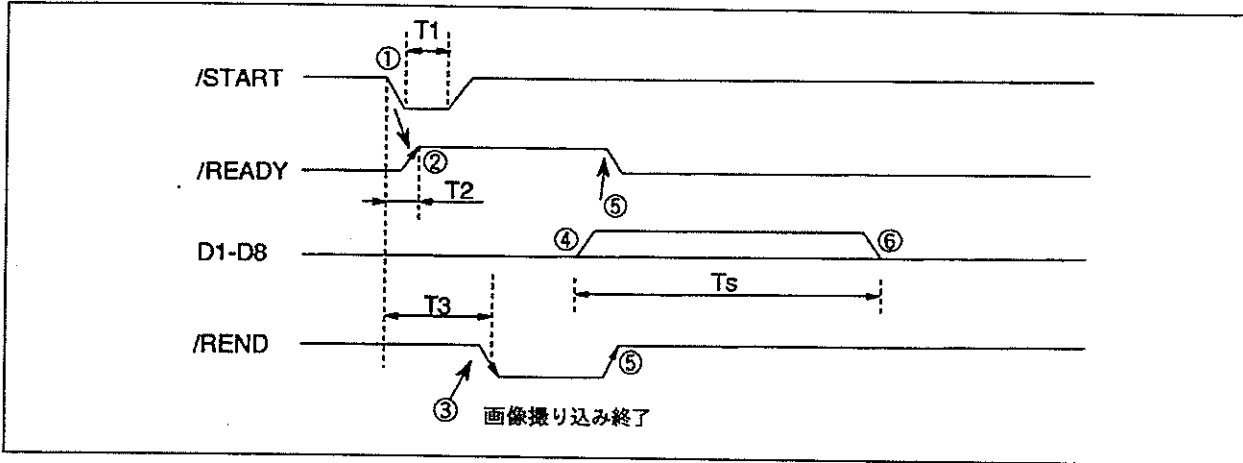 T1
①
/START
/READY
②
T2
⑤
D1-D8
④
⑥
Ts
T3
/REND
⑤
③
画像撮り込み終了